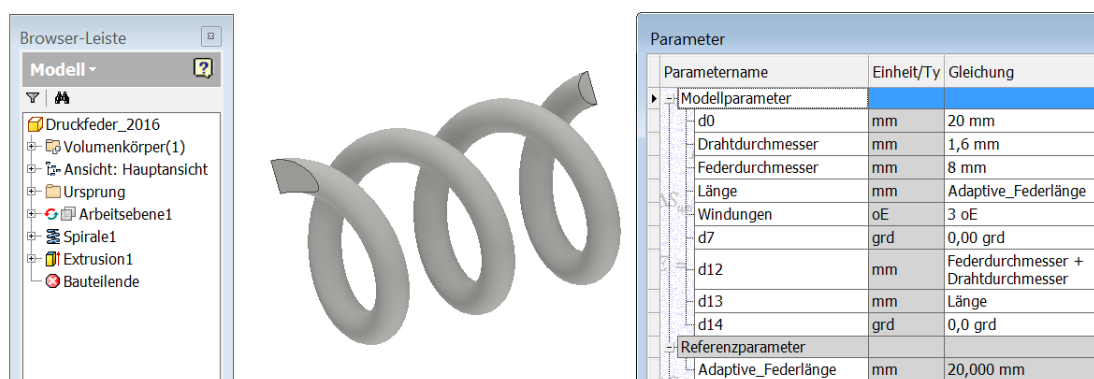 Browser-Leiste
Modell
Druckfeder_2016
Volumenkörper(1)
Ansicht: Hauptansicht
Ursprung
Arbeitsebene1
Spirale1
Extrusion1
Bauteilende
Parameter
Parametername Einheit/Ty Gleichung
Modellparameter
d0 mm 20 mm
Drahtdurchmesser mm 1,6 mm
Federdurchmesser mm 8 mm
Länge mm Adaptive_Federlänge
Windungen oE 3 oE
d7 grd 0,00 grd
d12 mm Federdurchmesser +
Drahtdurchmesser
d13 mm Länge
d14 grd 0,0 grd
Referenzparameter
Adaptive_Federlänge mm 20,000 mm